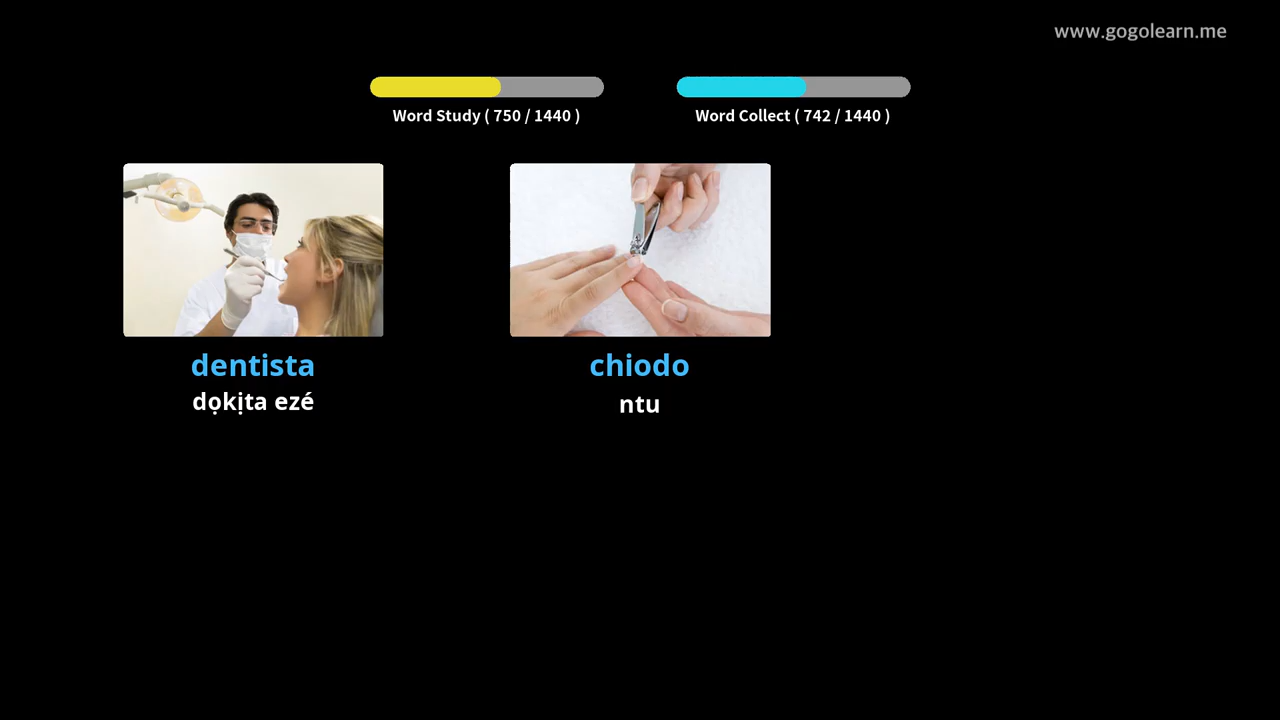 www.gogolearn.me
Word Study ( 750 / 1440 )
Word Collect ( 742 / 1440 )
dentista
dọkịta ezé
chiodo
ntu